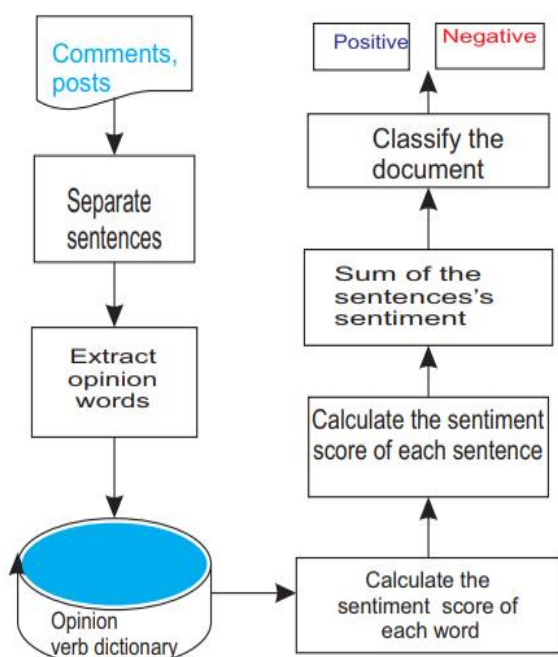 Comments,
posts
Separate
sentences
Extract
opinion
words
Opinion
verb dictionary
Calculate the
sentiment score of
each word
Calculate the sentiment
score of each sentence
Sum of the
sentences's
sentiment
Classify the
document
Positive
Negative